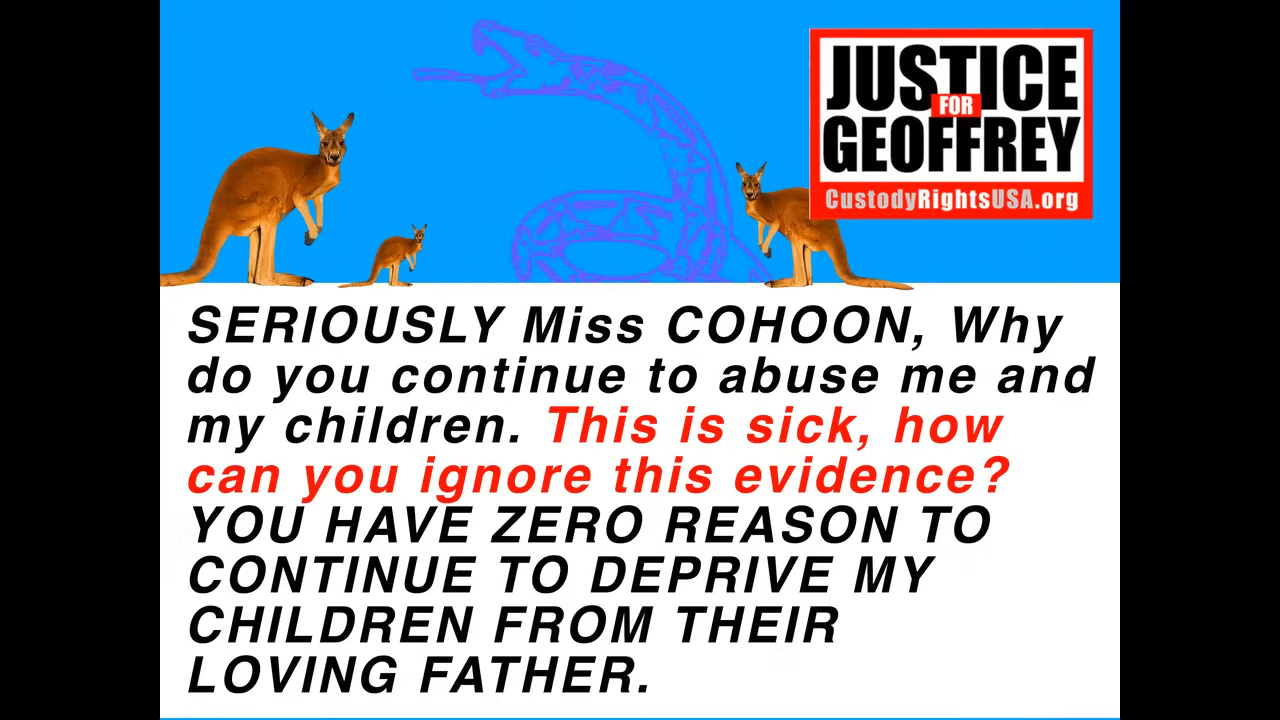 JUSTICE
FOR
GEOFFREY
CustodyRightsUSA.org
SERIOUSLY Miss COHOON, Why
do you continue to abuse me and
my children. This is sick, how
can you ignore this evidence?
YOU HAVE ZERO REASON TO
CONTINUE TO DEPRIVE MY
CHILDREN FROM THEIR
LOVING FATHER.